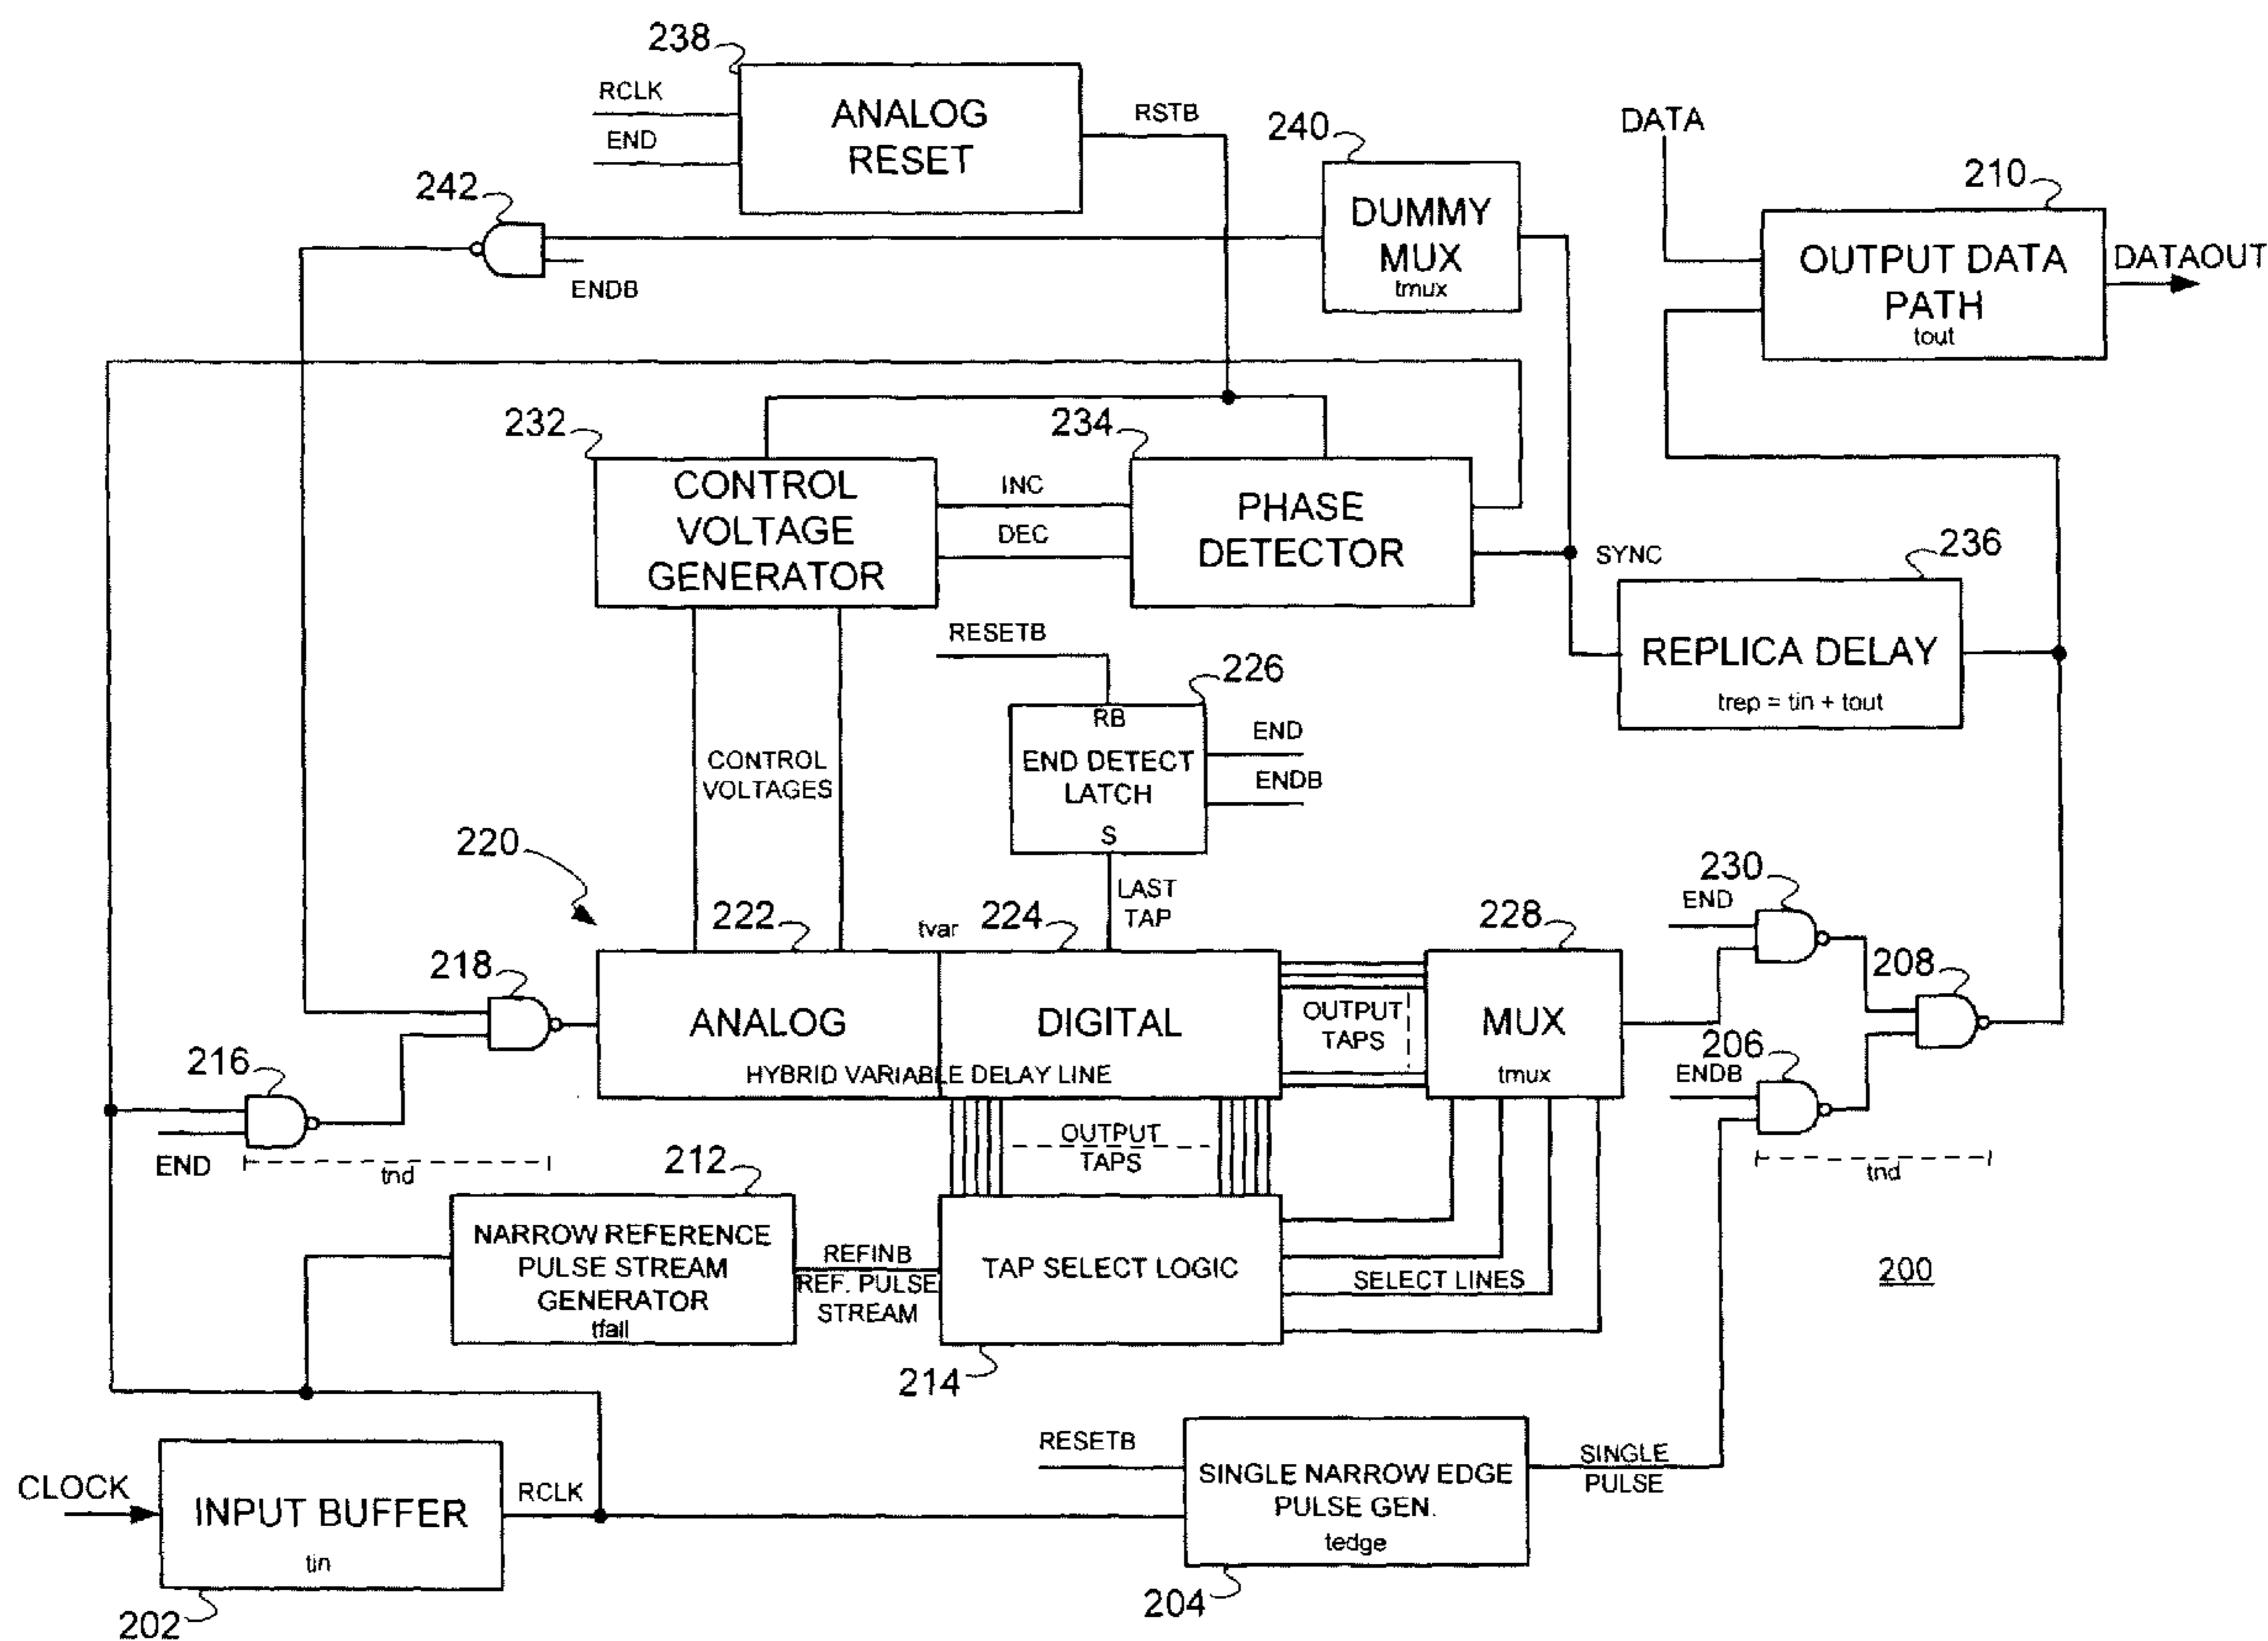 238
RCLK
END
ANALOG
RESET
RSTB
240
DUMMY
MUX
tmux
DATA
210
OUTPUT DATA
PATH
tout
DATAOUT
242
ENDB
232
CONTROL
VOLTAGE
GENERATOR
INC
DEC
234
PHASE
DETECTOR
SYNC
236
REPLICA DELAY
trep = tin + tout
RESETB
226
RB
END DETECT
LATCH
S
END
ENDB
CONTROL
VOLTAGES
LAST
TAP
220
222
tvar
224
228
218
ANALOG
DIGITAL
HYBRID VARIABLE DELAY LINE
OUTPUT
TAPS
MUX
tmux
230
END
208
206
ENDB
tnd
216
END
tnd
OUTPUT
TAPS
212
NARROW REFERENCE
PULSE STREAM
GENERATOR
tfall
REFINB
REF. PULSE
STREAM
TAP SELECT LOGIC
214
SELECT LINES
200
CLOCK
INPUT BUFFER
tin
202
RCLK
RESETB
SINGLE NARROW EDGE
PULSE GEN.
tedge
204
SINGLE
PULSE